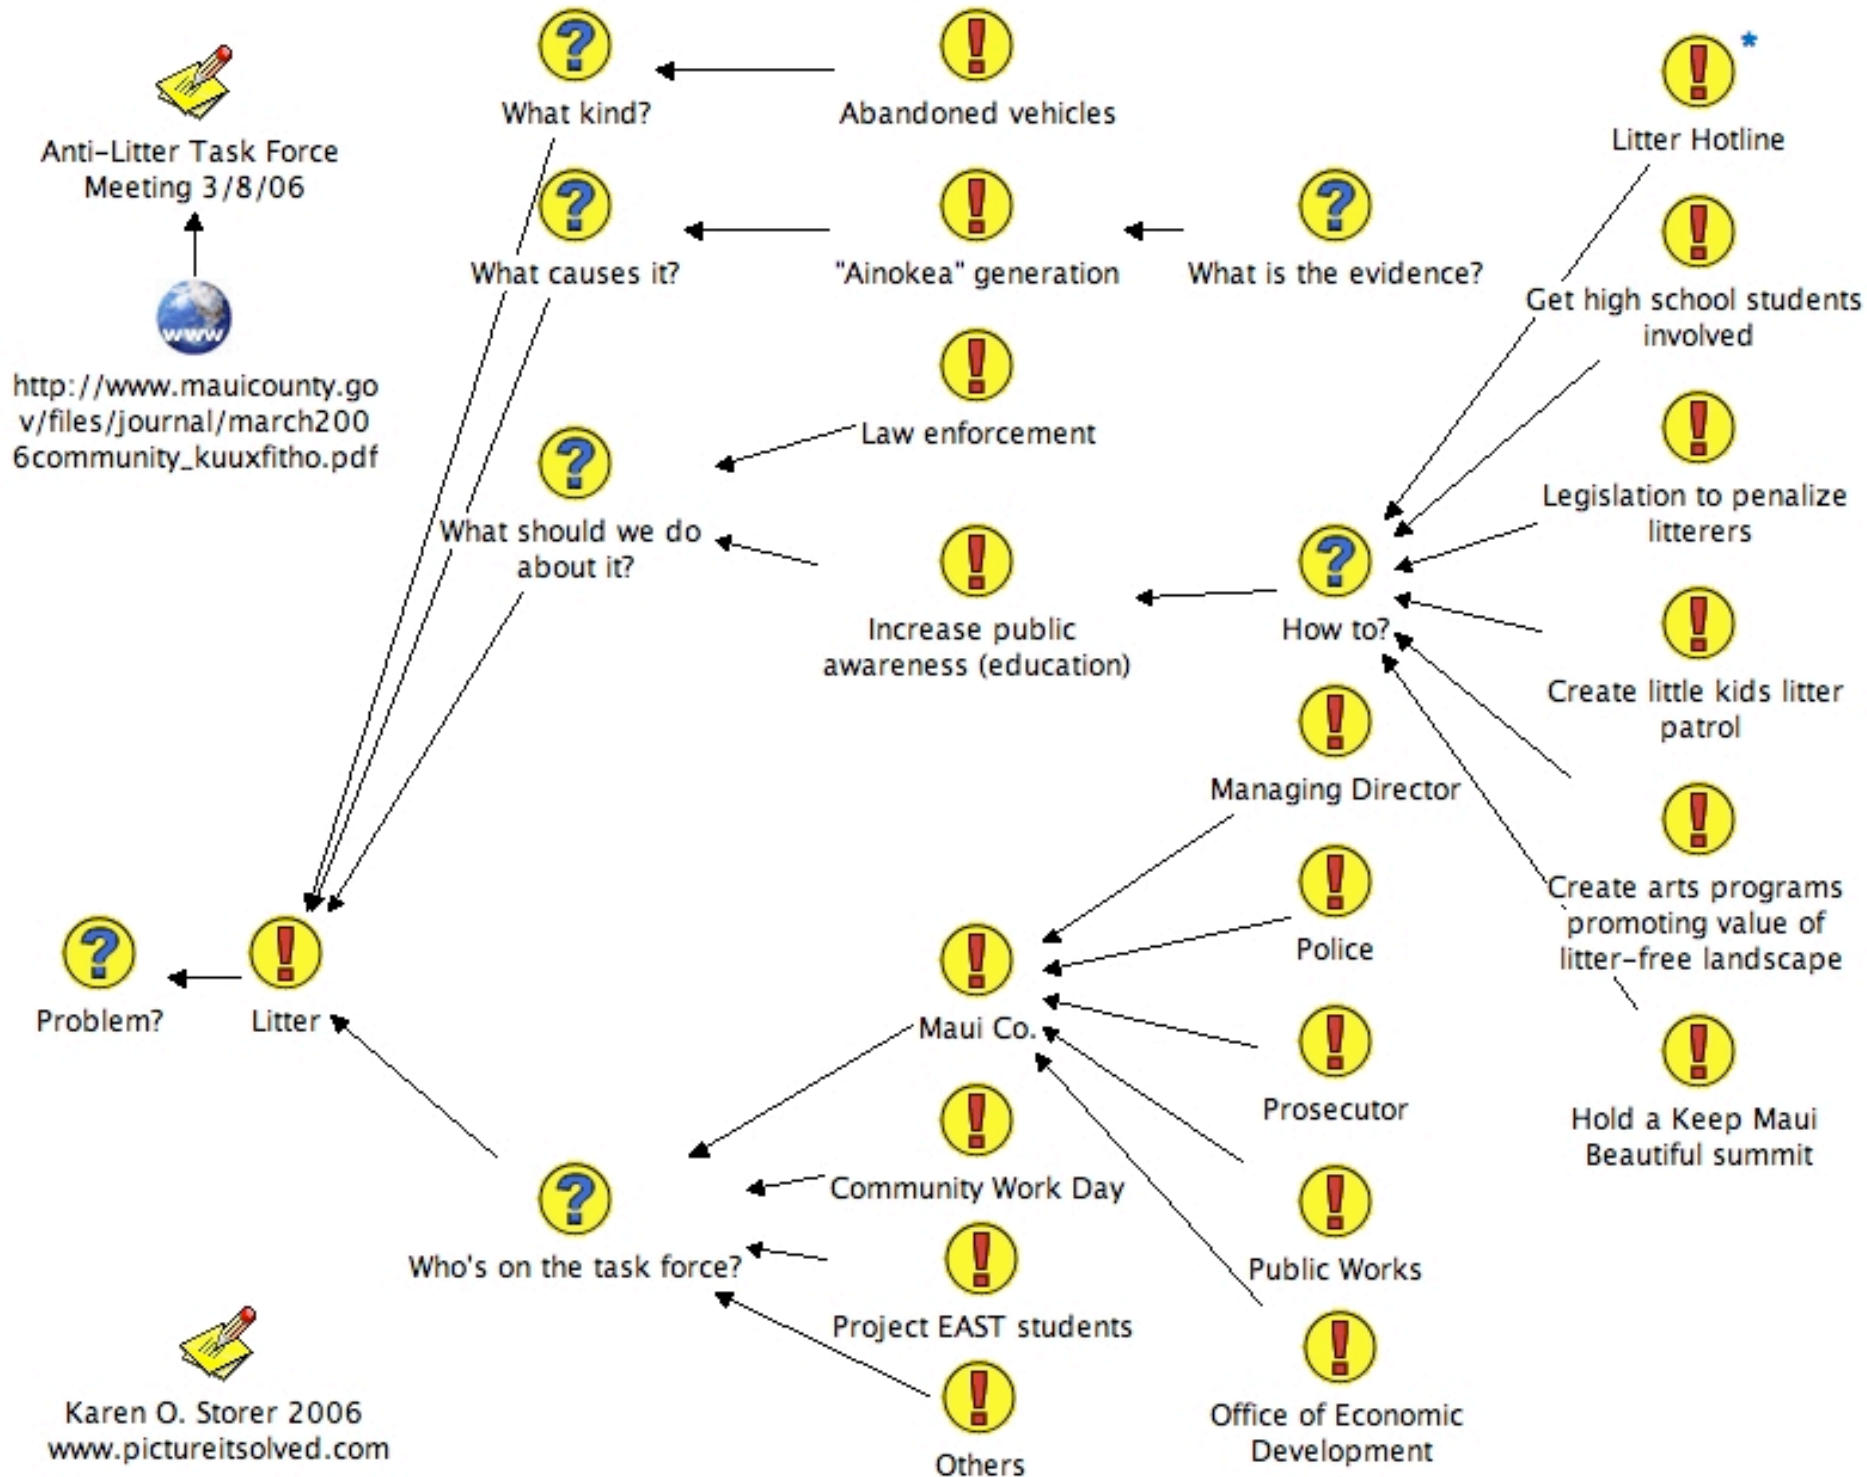 Anti-Litter Task Force
Meeting 3/8/06
www
http://www.mauicounty.go
v/files/journal/march200
6community_kuuxfitho.pdf
What kind?
Abandoned vehicles
What causes it?
"Ainokea" generation
What is the evidence?
Law enforcement
What should we do
about it?
Increase public
awareness (education)
How to?
*
Litter Hotline
Get high school students
involved
Legislation to penalize
litterers
Create little kids litter
patrol
Create arts programs
promoting value of
litter-free landscape
Hold a Keep Maui
Beautiful summit
Problem?
Litter
Managing Director
Police
Maui Co.
Prosecutor
Community Work Day
Public Works
Who's on the task force?
Project EAST students
Office of Economic
Development
Others
Karen O. Storer 2006
www.pictureitsolved.com